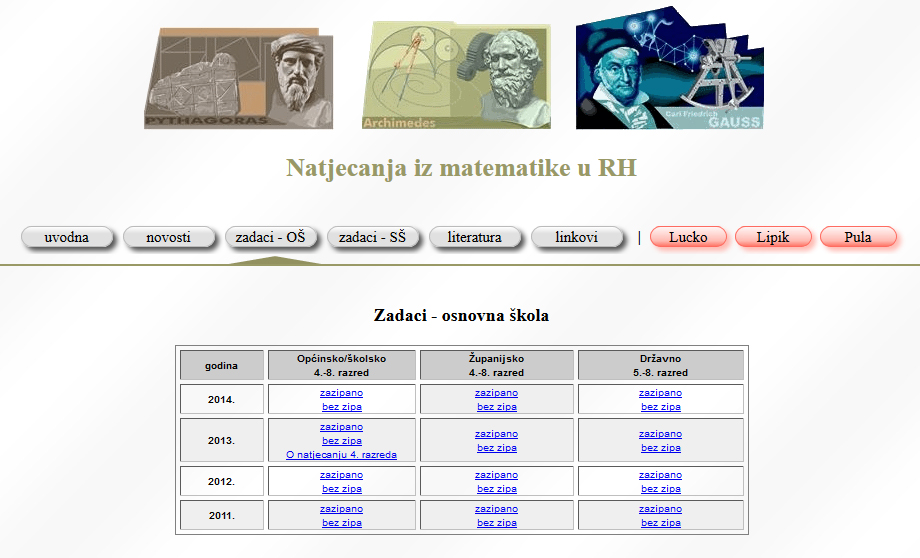 PYTHAGORAS
Archimedes
Carl Friedrich
GAUSS
Natjecanja iz matematike u RH
uvodna novosti zadaci - OŠ zadaci - SŠ literatura linkovi | Lucko Lipik Pula
Zadaci - osnovna škola
godina
Općinsko/školsko
4.-8. razred
Županijsko
4.-8. razred
Državno
5.-8. razred
2014.
zazipano
bez zipa
zazipano
bez zipa
zazipano
bez zipa
2013.
zazipano
bez zipa
O natjecanju 4. razreda
zazipano
bez zipa
zazipano
bez zipa
2012.
zazipano
bez zipa
zazipano
bez zipa
zazipano
bez zipa
2011.
zazipano
bez zipa
zazipano
bez zipa
zazipano
bez zipa